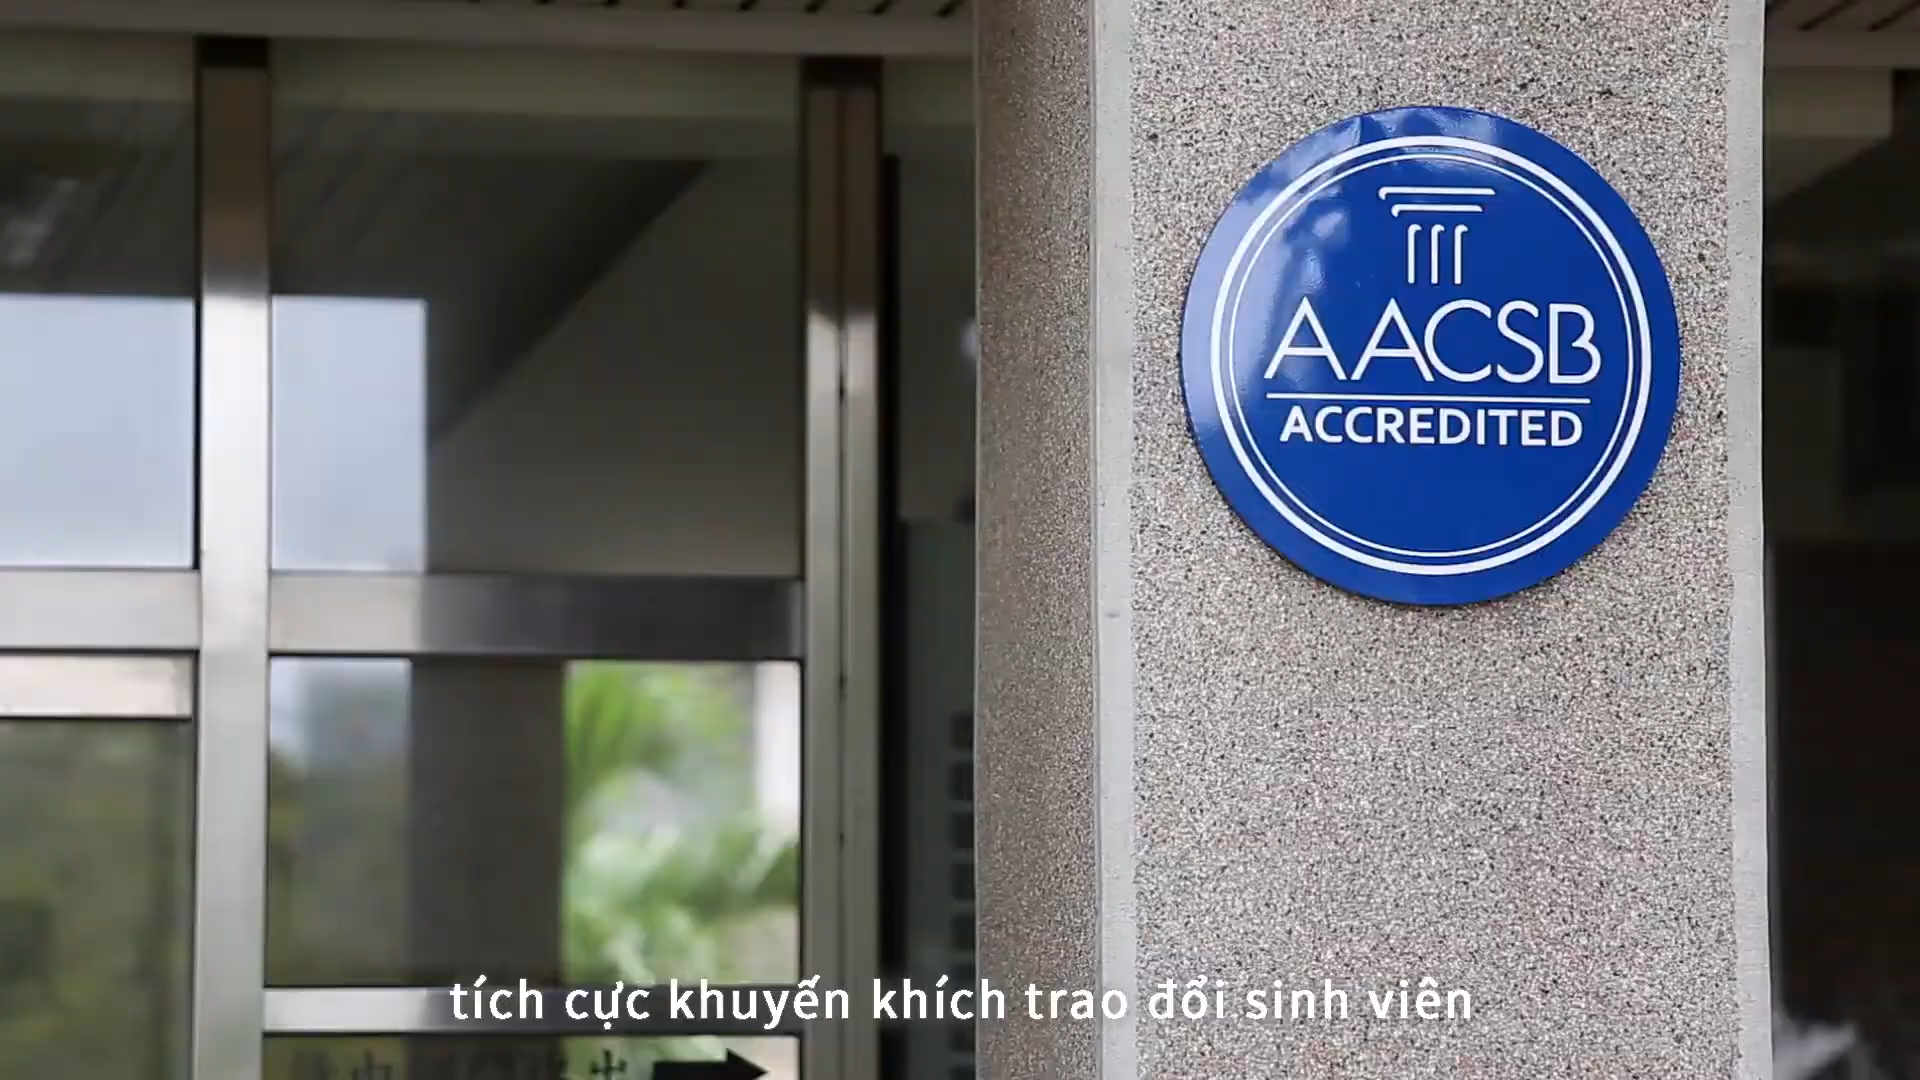 AACSB
ACCREDITED
tích cực khuyến khích trao đổi sinh viên